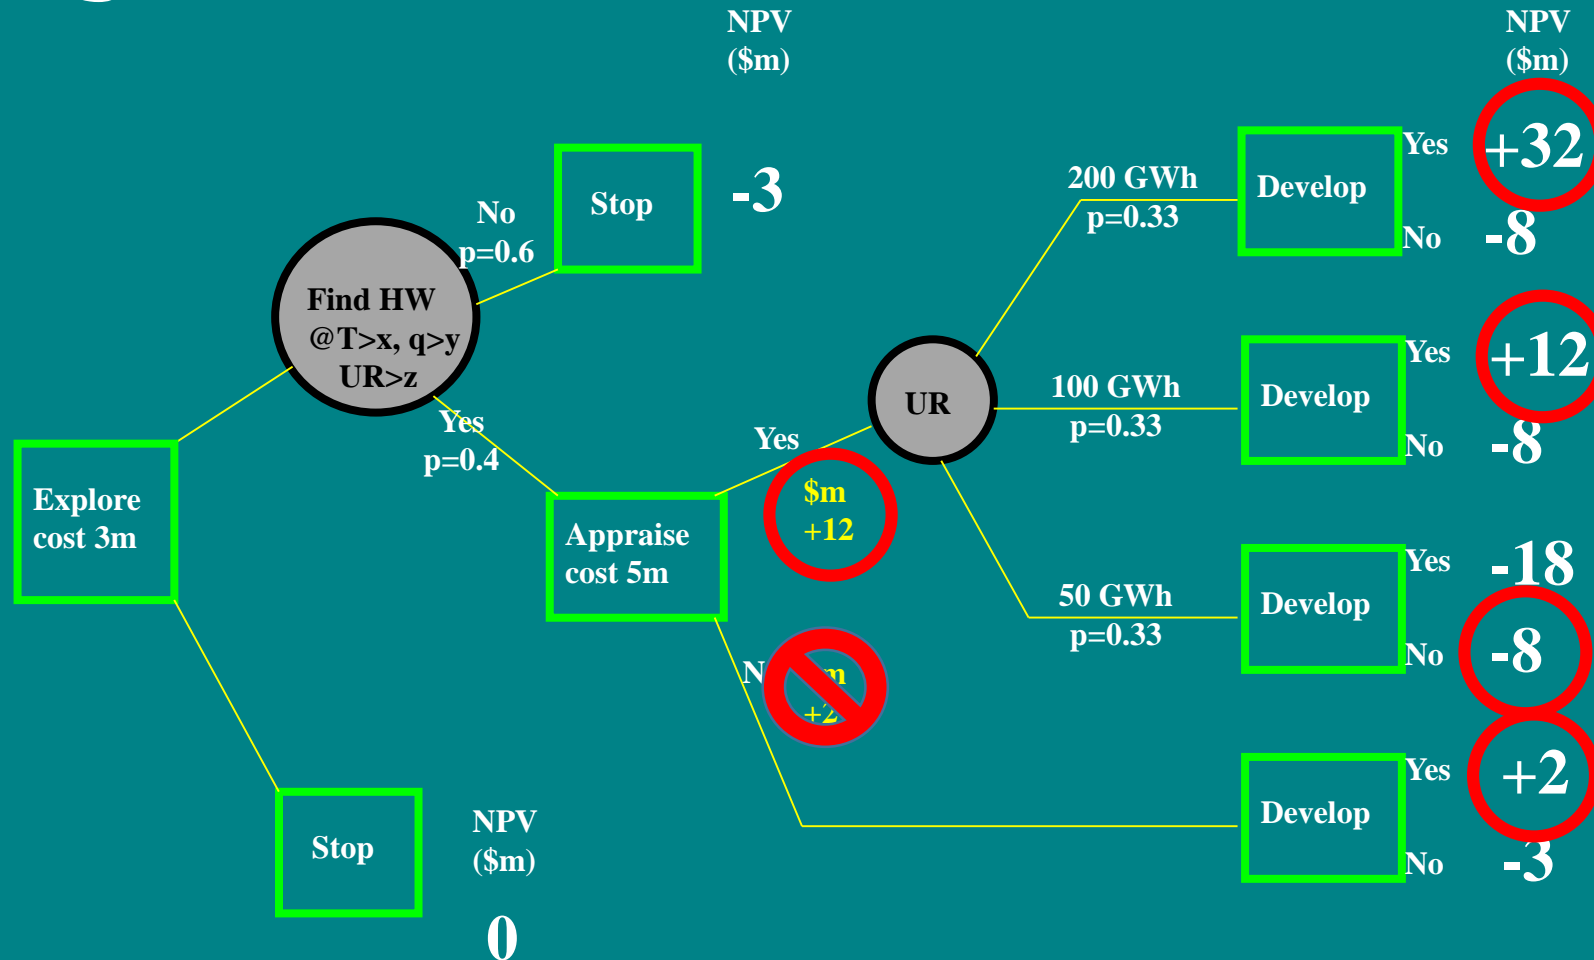 NPV
($m)
NPV
($m)
No
p=0.6
Stop
-3
200 GWh
p=0.33
Develop
Yes
+32
No
-8
Find HW
@T>x, q>y
UR>z
Yes
p=0.4
UR
100 GWh
p=0.33
Develop
Yes
+12
No
-8
Explore
cost 3m
Appraise
cost 5m
Yes
$m
+12
50 GWh
p=0.33
Develop
Yes
-18
No
-8
+2
Develop
Yes
+2
No
-3
Stop
NPV
($m)
0